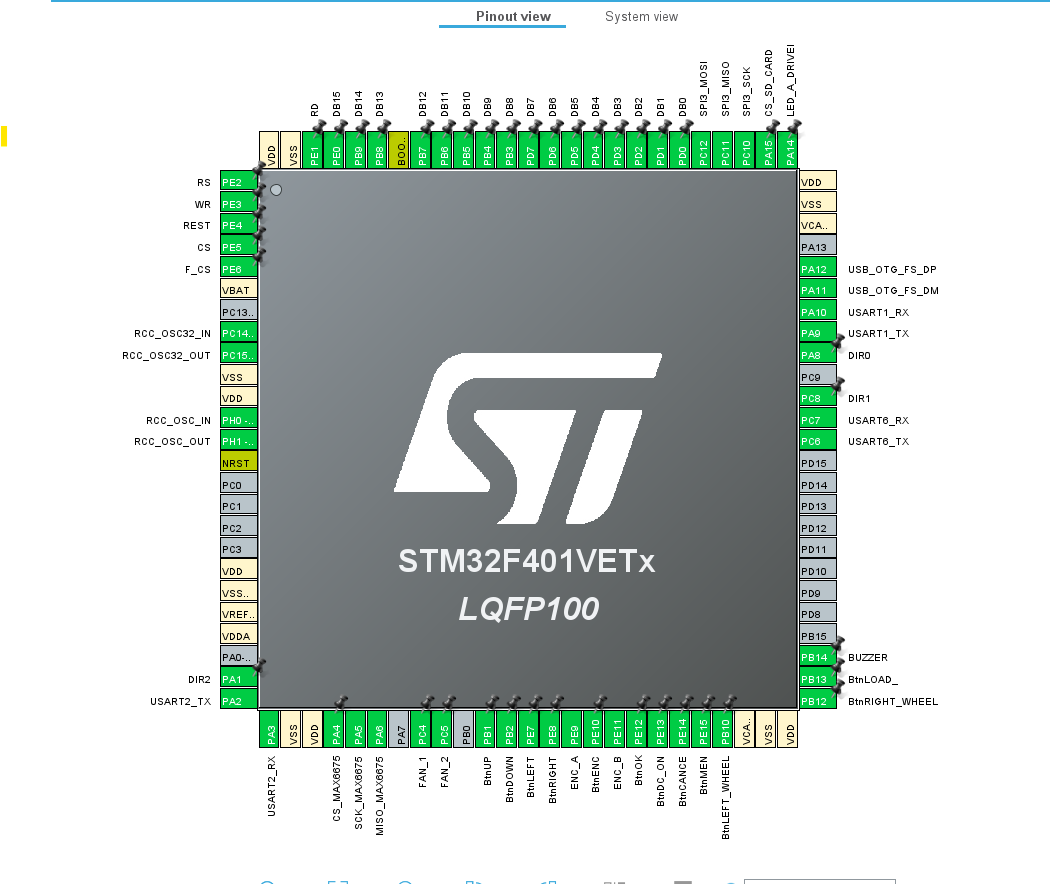 Pinout view
System view
RD
DB15
DB14
DB13
DB12
DB11
DB10
DB9
DB8
DB7
DB6
DB5
DB4
DB3
DB2
DB1
DB0
SPI3_MOSI
SPI3_MISO
SPI3_SCK
CS_SD_CARD
LED_A_DRIVEI
VDD
VSS
PE1
PE0
PB9
PB8
BOO..
PB7
PB6
PB5
PB4
PB3
PD7
PD6
PD5
PD4
PD3
PD2
PD1
PD0
PC12
PC11
PC10
PA15
PA14
RS PE2
WR PE3
REST PE4
CS PE5
F_CS PE6
VBAT
PC13..
RCC_OSC32_IN PC14..
RCC_OSC32_OUT PC15..
VSS
VDD
RCC_OSC_IN PH0 -..
RCC_OSC_OUT PH1 -..
NRST
PC0
PC1
PC2
PC3
VDD
VSS..
VREF..
VDDA
PA0-..
DIR2 PA1
USART2_TX PA2
STM32F401VETx
LQFP100
VDD
VSS
VCA..
PA13
PA12 USB_OTG_FS_DP
PA11 USB_OTG_FS_DM
PA10 USART1_RX
PA9 USART1_TX
PA8 DIR0
PC9
PC8 DIR1
PC7 USART6_RX
PC6 USART6_TX
PD15
PD14
PD13
PD12
PD11
PD10
PD9
PD8
PB15
PB14 BUZZER
PB13 BtnLOAD_
PB12 BtnRIGHT_WHEEL
PA3
VSS
VDD
PA4
PA5
PA6
PA7
PC4
PC5
PB0
PB1
PB2
PE7
PE8
PE9
PE10
PE11
PE12
PE13
PE14
PE15
PB10
VCA..
VSS
VDD
USART2_RX
CS_MAX6675
SCK_MAX6675
MISO_MAX6675
FAN_1
FAN_2
BtnUP
BtnDOWN
BtnLEFT
BtnRIGHT
ENC_A
BtnENC
ENC_B
BtnOK
BtnDC_ON
BtnCANCE
BtnMEN
BtnLEFT_WHEEL